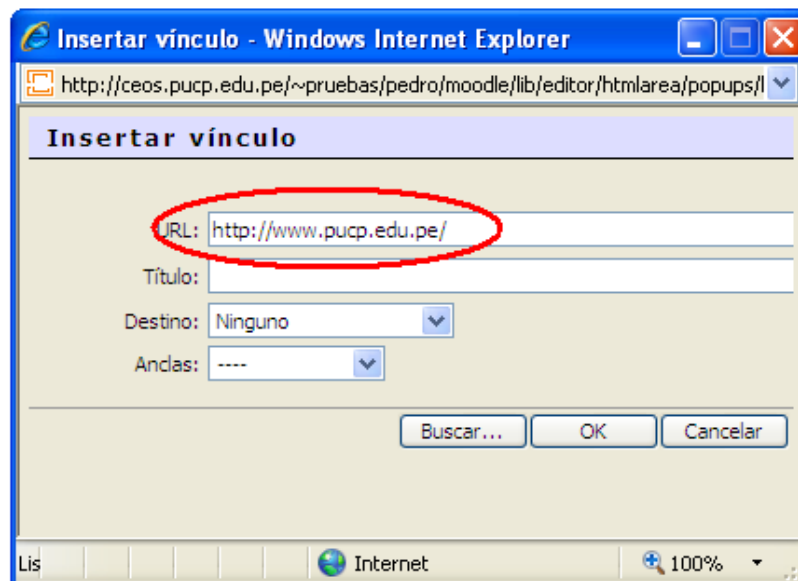 Insertar vínculo - Windows Internet Explorer
http://ceos.pucp.edu.pe/~pruebas/pedro/moodle/lib/editor/htmlarea/popups/l
Insertar vínculo
URL: http://www.pucp.edu.pe/
Título:
Destino: Ninguno
Anclas: ----
Buscar... OK Cancelar
Lis Internet 100%